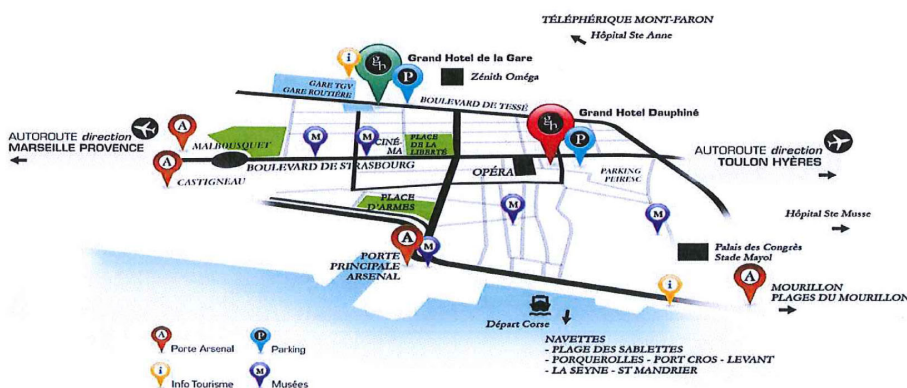 TÉLÉPHÉRIQUE MONT-FARON
Hôpital Ste Anne
i
gh
Grand Hotel de la Gare
P
Zénith Oméga
GARE TGV
GARE ROUTIÈRE
BOULEVARD DE TESSÉ
gh
Grand Hotel Dauphiné
AUTOROUTE direction
MARSEILLE PROVENCE
A
MALBOUSQUET
M
M
CINÉ-
MA
PLACE
DE LA
LIBERTÉ
P
AUTOROUTE direction
TOULON HYÈRES
A
CASTIGNEAU
BOULEVARD DE STRASBOURG
OPÉRA
PARKING
PEIRESC
PLACE
D'ARMES
M
M
Hôpital Ste Musse
A
M
PORTE
PRINCIPALE
ARSENAL
Palais des Congrès
Stade Mayol
i
A
MOURILLON
PLAGES DU MOURILLON
Départ Corse
NAVETTES
- PLAGE DES SABLETTES
- PORQUEROLLES - PORT CROS - LEVANT
- LA SEYNE - ST MANDRIER
A Porte Arsenal
P Parking
i Info Tourisme
M Musées